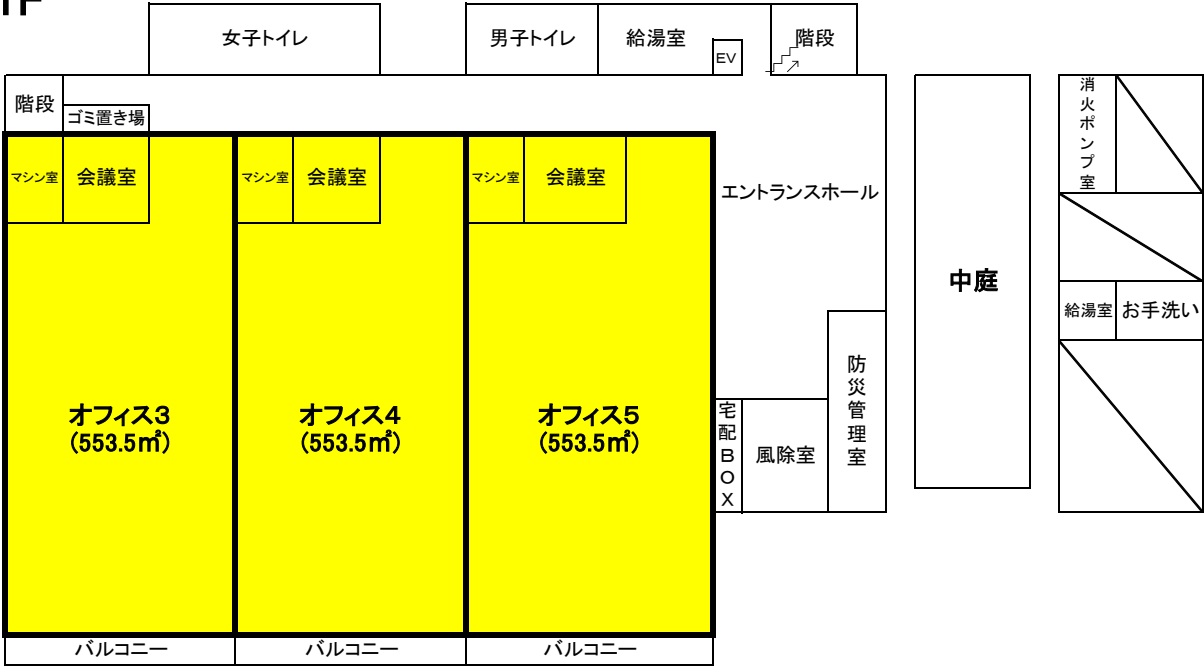 1F
女子トイレ
男子トイレ
給湯室
EV
階段
階段
ゴミ置き場
マシン室
会議室
マシン室
会議室
マシン室
会議室
エントランスホール
中庭
消火ポンプ室
給湯室
お手洗い
オフィス3
(553.5㎡)
オフィス4
(553.5㎡)
オフィス5
(553.5㎡)
宅配BOX
風除室
防災管理室
バルコニー
バルコニー
バルコニー